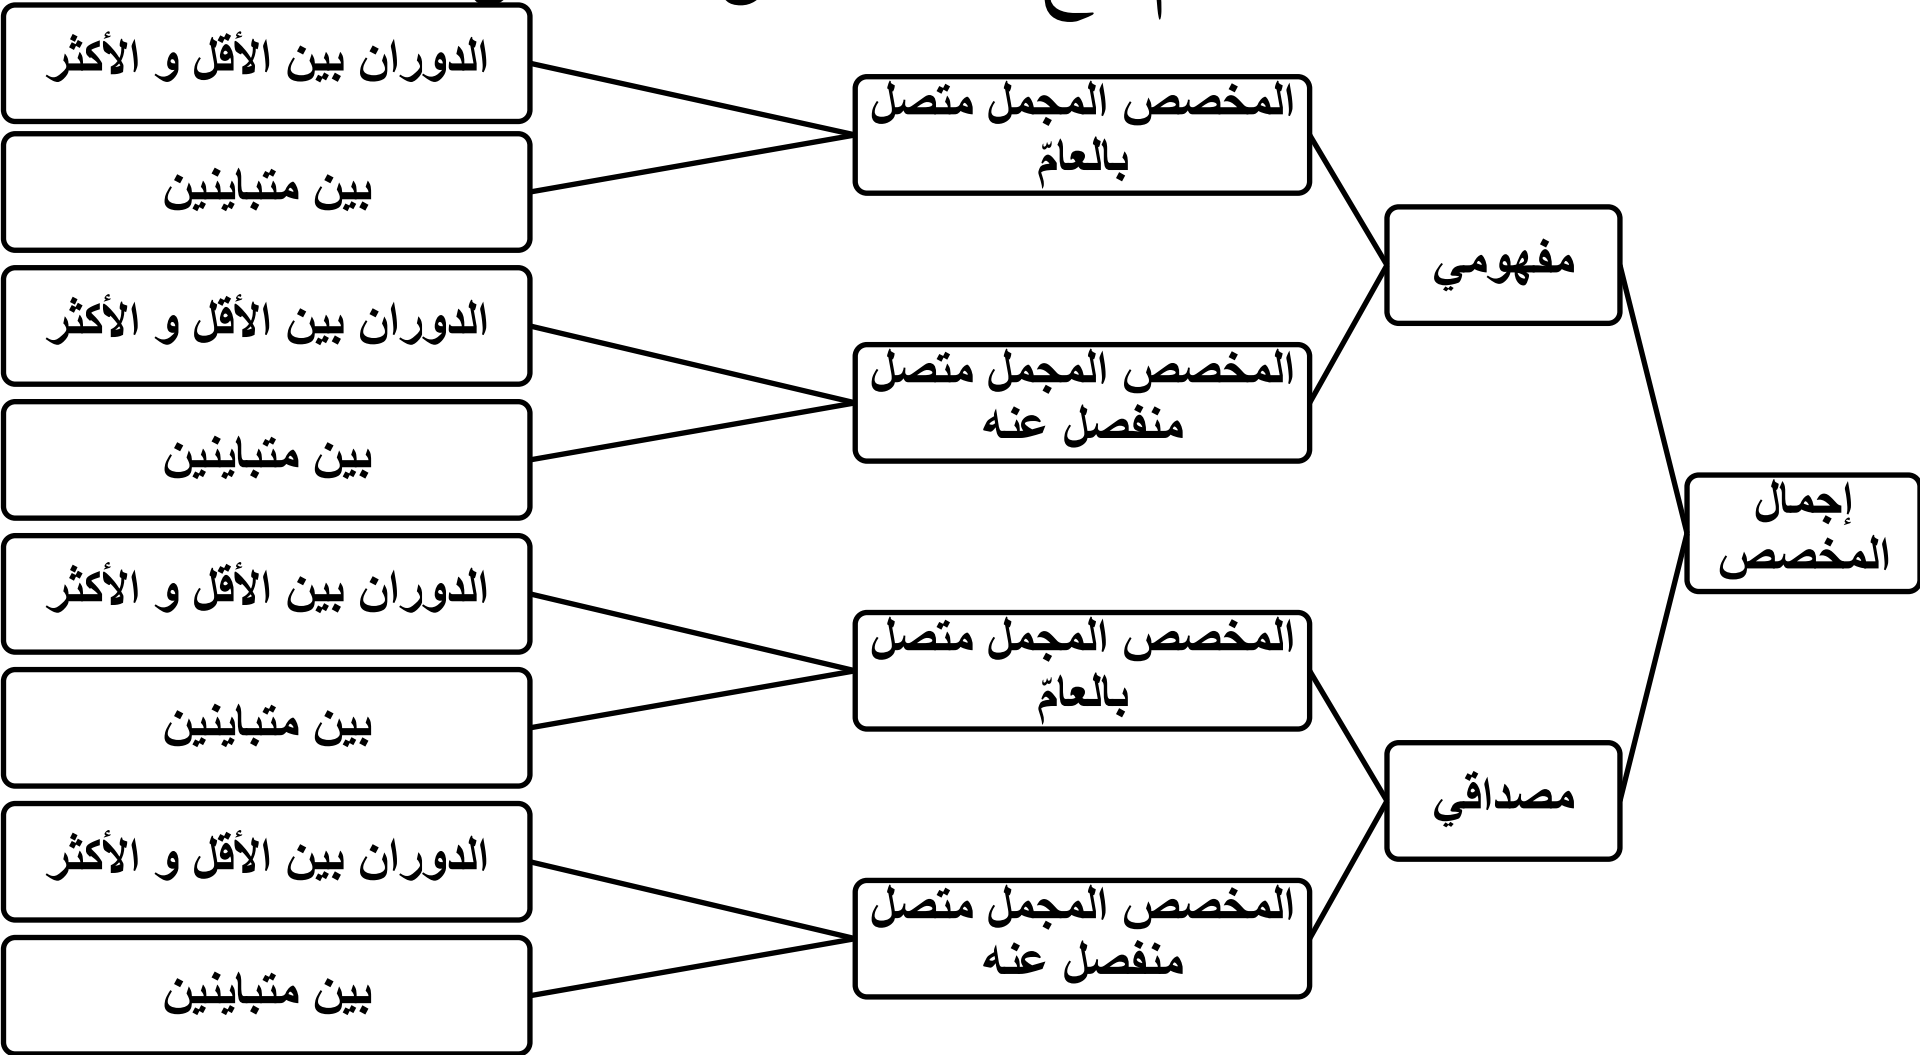 إجمال
المخصص
مفهومي
المخصص المجمل متصل
بالعامّ
الدوران بين الأقل و الأكثر
بين متباينين
المخصص المجمل متصل
منفصل عنه
الدوران بين الأقل و الأكثر
بين متباينين
مصداقي
المخصص المجمل متصل
بالعامّ
الدوران بين الأقل و الأكثر
بين متباينين
المخصص المجمل متصل
منفصل عنه
الدوران بين الأقل و الأكثر
بين متباينين